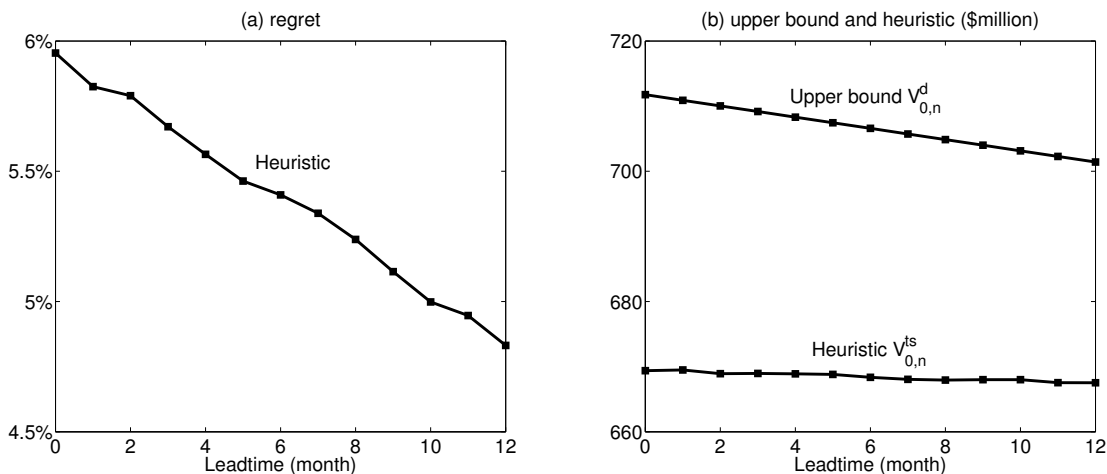 (a) regret
6%
5.5%
5%
4.5%
Heuristic
0 2 4 6 8 10 12
Leadtime (month)
(b) upper bound and heuristic ($million)
720
700
680
660
Upper bound V^d_{0,n}
Heuristic V^{ts}_{0,n}
0 2 4 6 8 10 12
Leadtime (month)